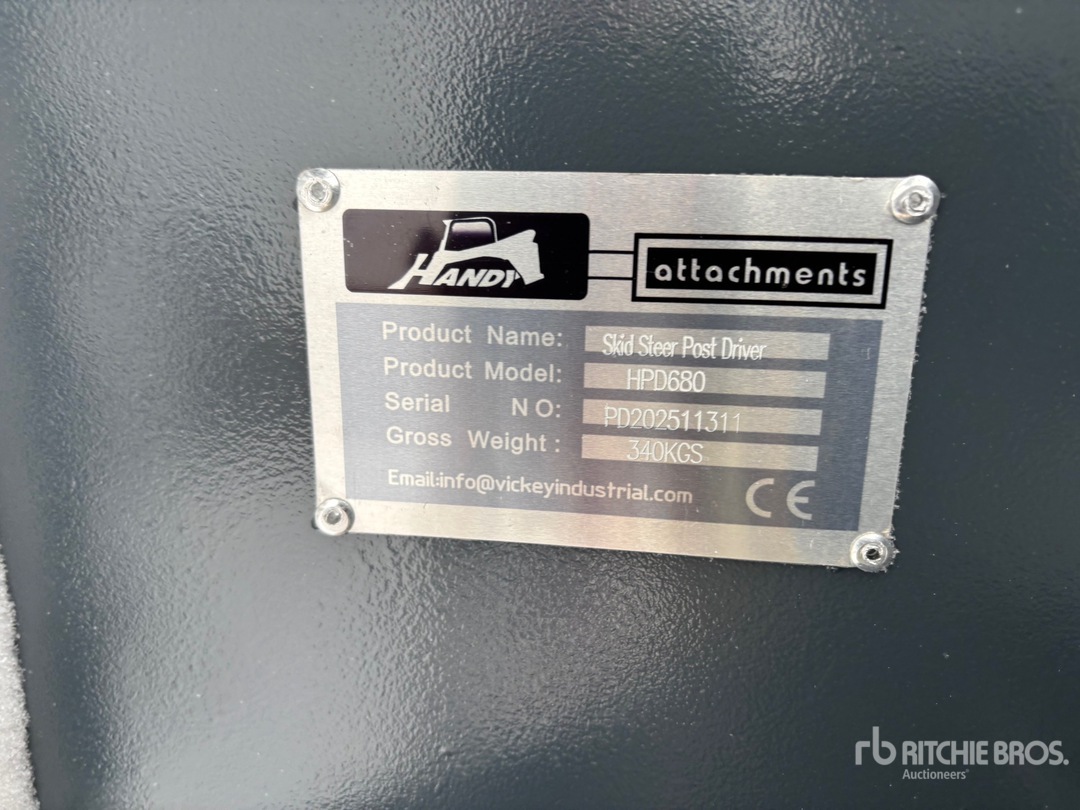 HANDY attachments
Product Name: Skid Steer Post Driver
Product Model: HPD680
Serial NO: PD202511311
Gross Weight: 340KGS
Email:info@vickeyindustrial.com CE
rb RITCHIE BROS.
Auctioneers